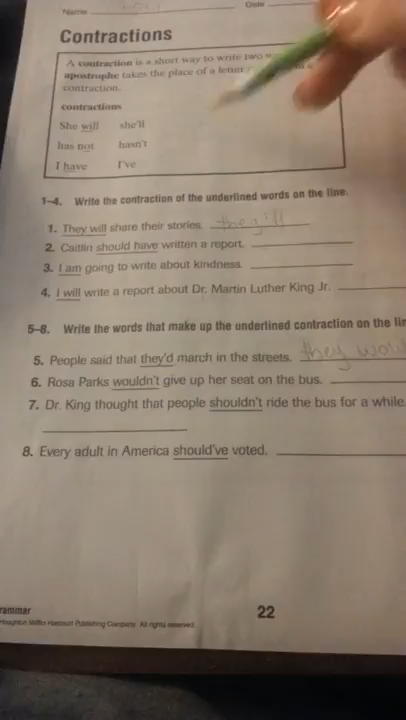 Name
Date
Contractions
A contraction is a short way to write two
apostrophe takes the place of a letter
contraction.
contractions
She will she'll
has not hasn't
I have I've
1–4. Write the contraction of the underlined words on the line.
1. They will share their stories. they'll
2. Caitlin should have written a report.
3. I am going to write about kindness.
4. I will write a report about Dr. Martin Luther King Jr.
5–8. Write the words that make up the underlined contraction on the lin
5. People said that they'd march in the streets. they woul
6. Rosa Parks wouldn't give up her seat on the bus.
7. Dr. King thought that people shouldn't ride the bus for a while.
8. Every adult in America should've voted.
rammar
22
Houghton Mifflin Harcourt Publishing Company. All rights reserved.